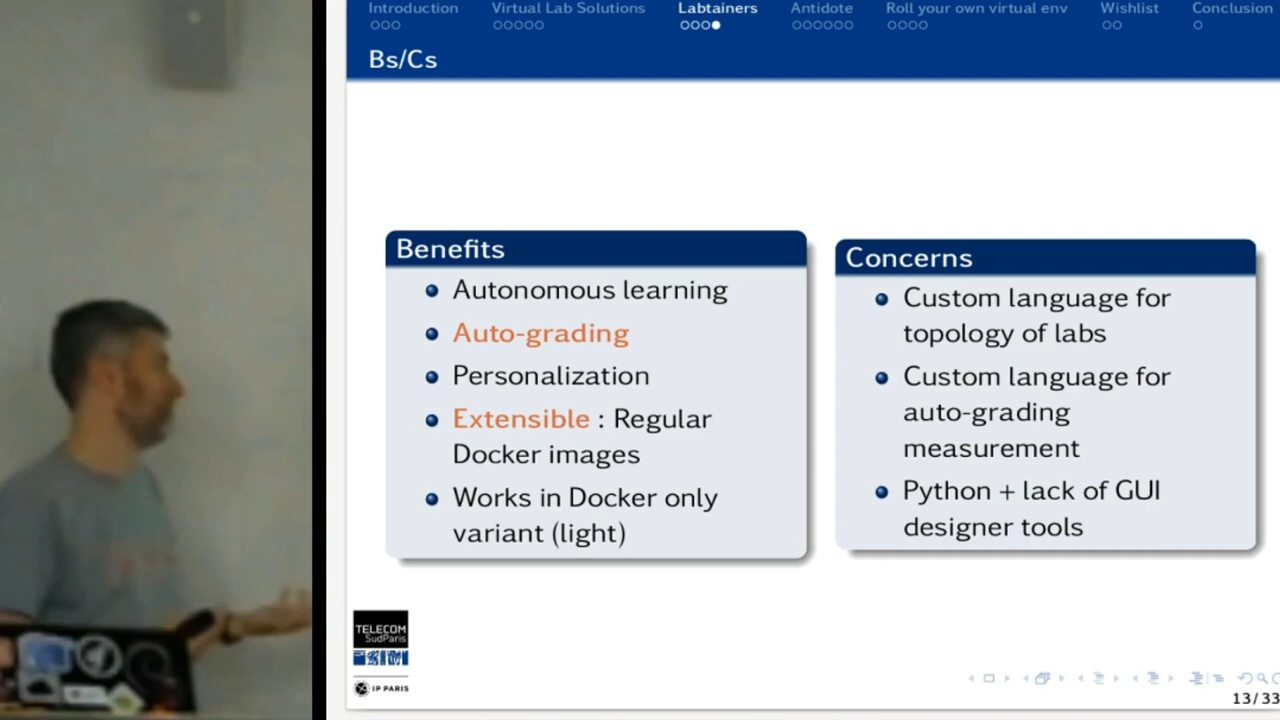 Introduction Virtual Lab Solutions Labtainers Antidote Roll your own virtual env Wishlist Conclusion
Bs/Cs
Benefits
Autonomous learning
Auto-grading
Personalization
Extensible : Regular
Docker images
Works in Docker only
variant (light)
Concerns
Custom language for
topology of labs
Custom language for
auto-grading
measurement
Python + lack of GUI
designer tools
TELECOM
SudParis
IP PARIS
13/33